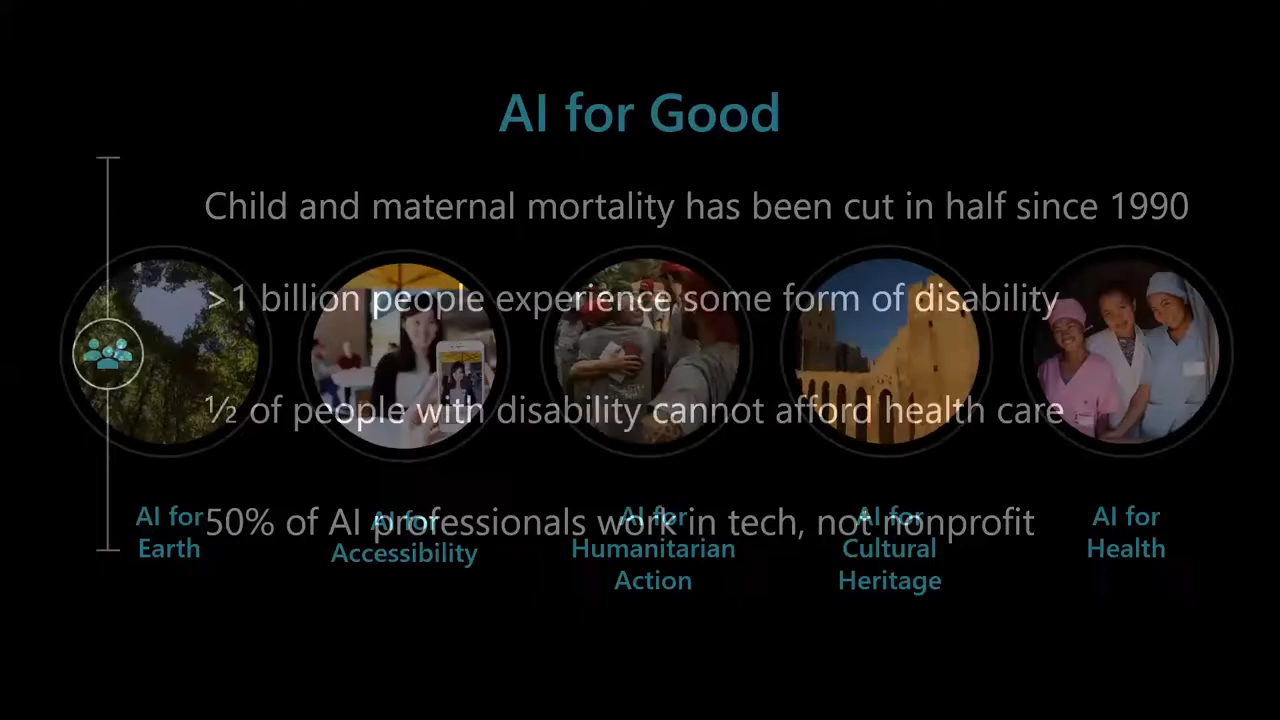 AI for Good
Child and maternal mortality has been cut in half since 1990
>1 billion people experience some form of disability
½ of people with disability cannot afford health care
50% of AI professionals work in tech, not nonprofit
AI for
Earth
AI for
Accessibility
AI for
Humanitarian
Action
AI for
Cultural
Heritage
AI for
Health